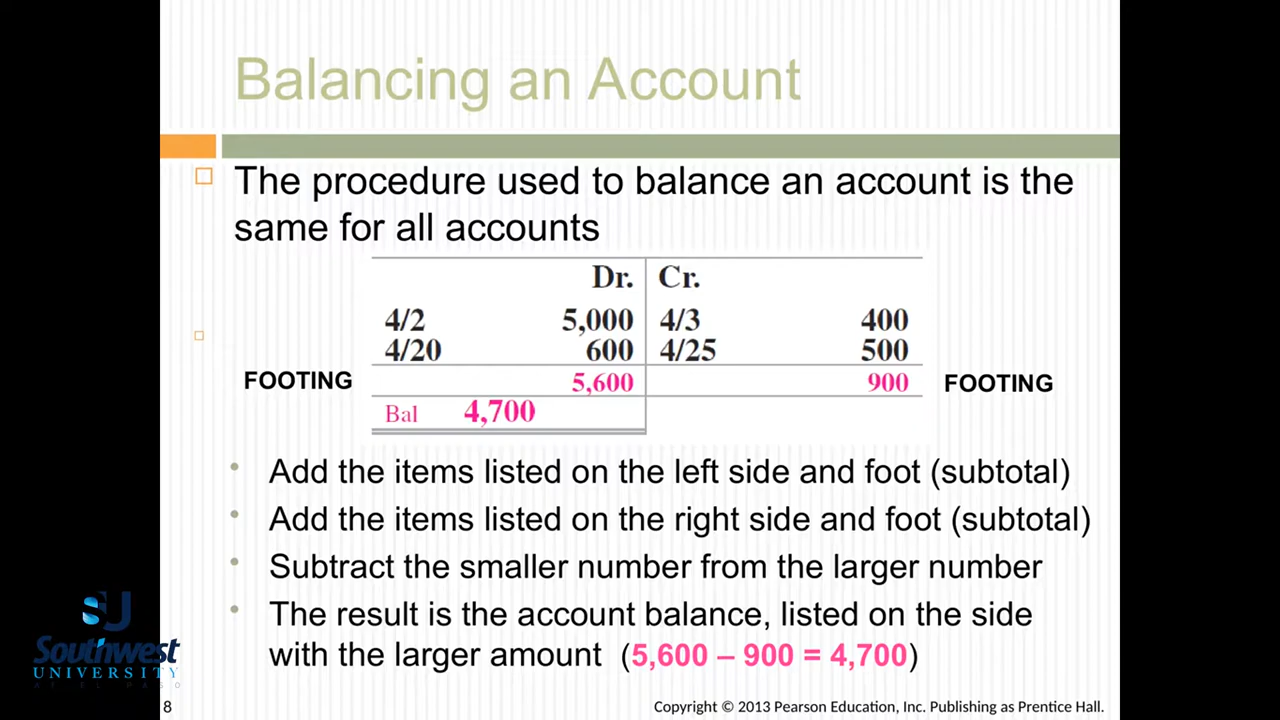 Balancing an Account
The procedure used to balance an account is the
same for all accounts
Dr. Cr.
4/2 5,000 4/3 400
4/20 600 4/25 500
FOOTING 5,600 900 FOOTING
Bal 4,700
Add the items listed on the left side and foot (subtotal)
Add the items listed on the right side and foot (subtotal)
Subtract the smaller number from the larger number
The result is the account balance, listed on the side
with the larger amount (5,600 – 900 = 4,700)
SU
Southwest
UNIVERSITY
AT EL PASO
8
Copyright © 2013 Pearson Education, Inc. Publishing as Prentice Hall.